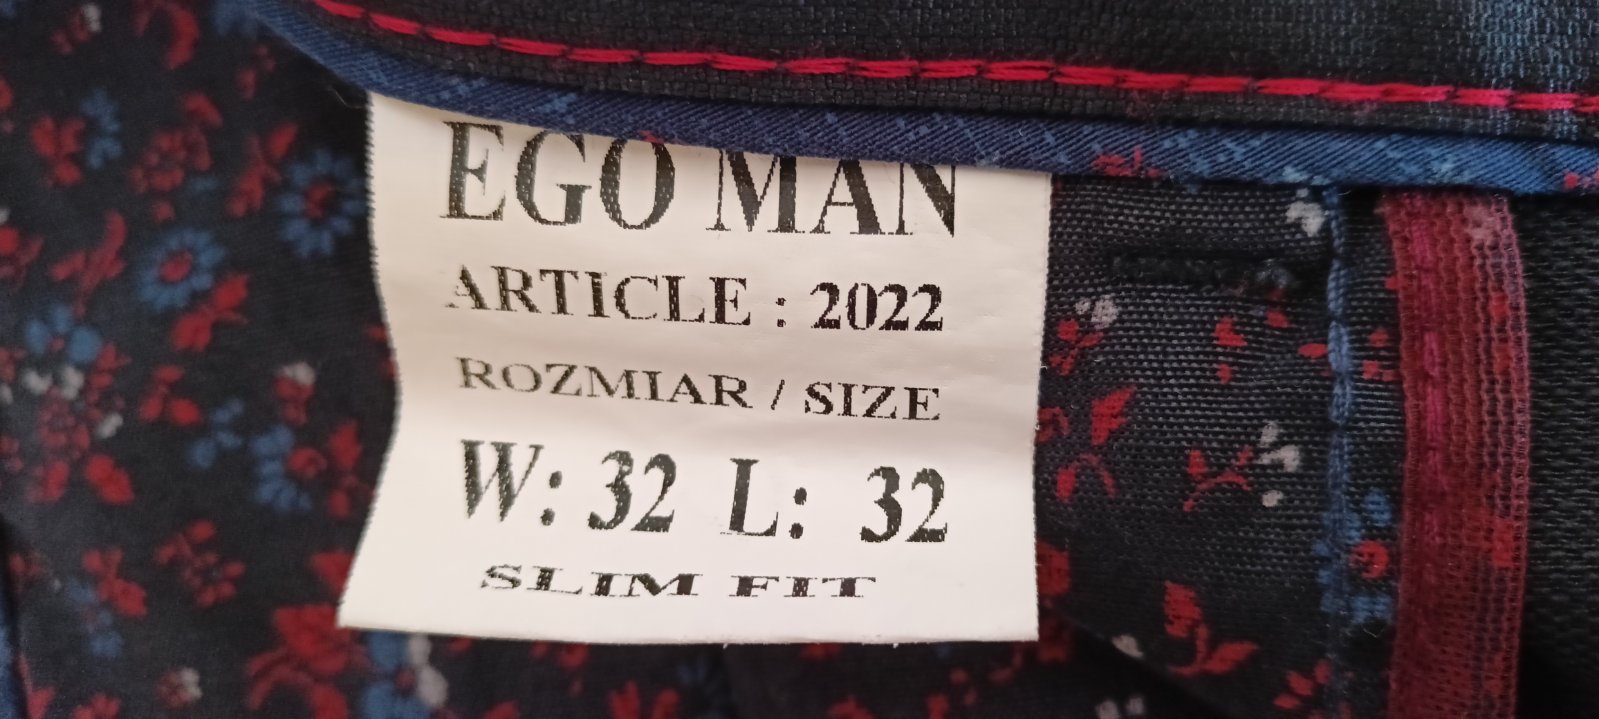 EGO MAN
ARTICLE : 2022
ROZMIAR / SIZE
W: 32 L: 32
SLIM FIT